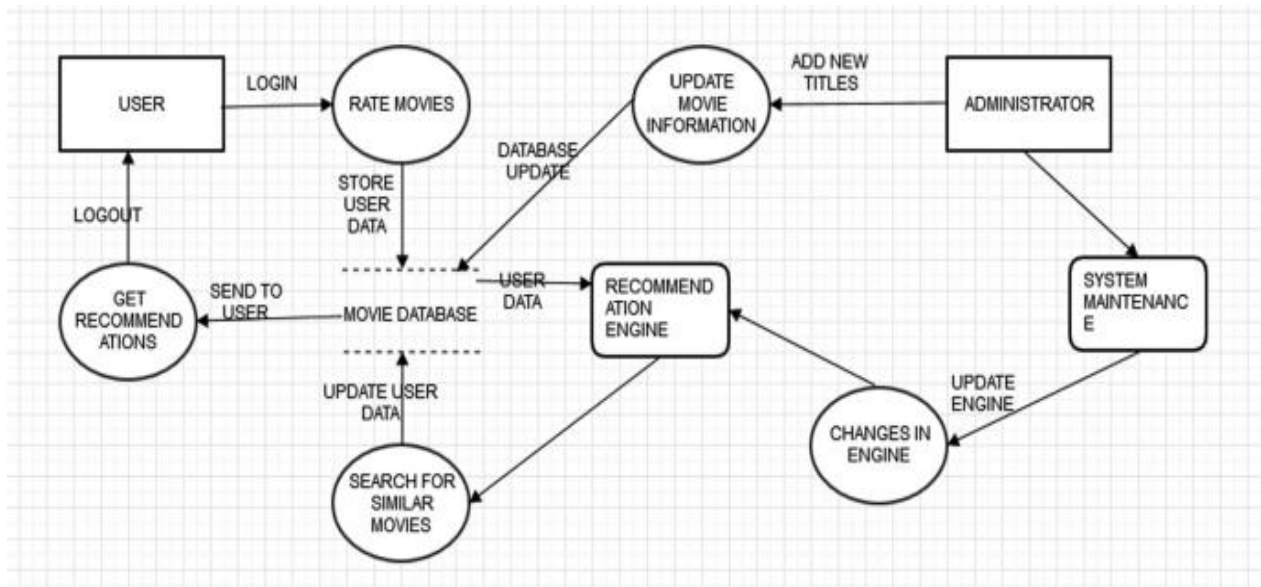 USER
LOGIN
RATE MOVIES
UPDATE
MOVIE
INFORMATION
ADD NEW
TITLES
ADMINISTRATOR
DATABASE
UPDATE
STORE
USER
DATA
LOGOUT
GET
RECOMMEND
ATIONS
SEND TO
USER
MOVIE DATABASE
USER
DATA
RECOMMEND
ATION
ENGINE
SYSTEM
MAINTENANC
E
UPDATE USER
DATA
UPDATE
ENGINE
CHANGES IN
ENGINE
SEARCH FOR
SIMILAR
MOVIES